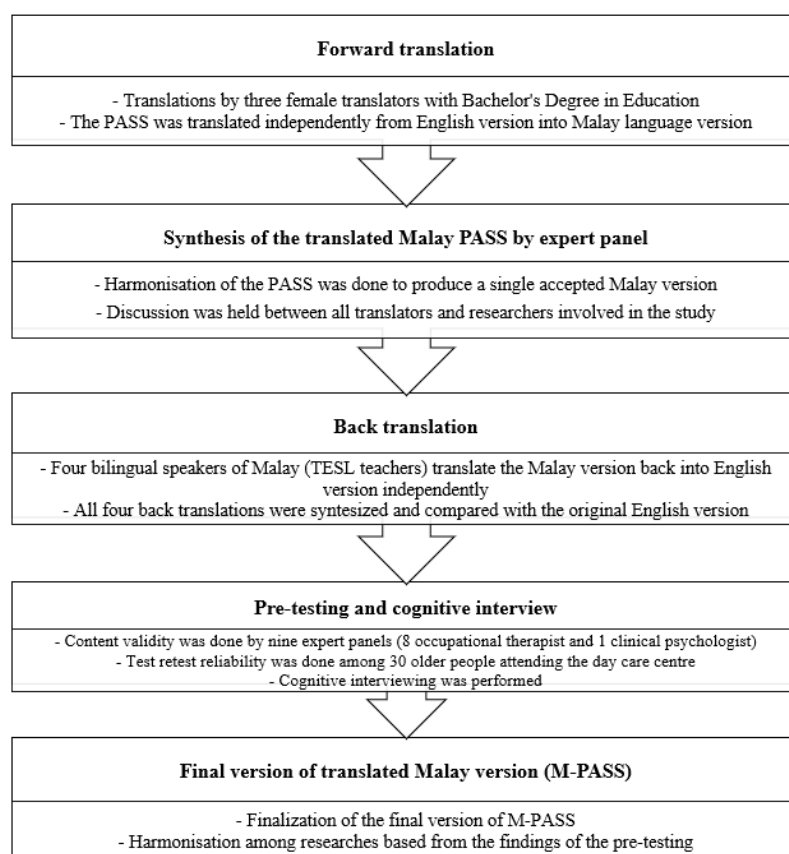 Forward translation
- Translations by three female translators with Bachelor's Degree in Education
- The PASS was translated independently from English version into Malay language version
Synthesis of the translated Malay PASS by expert panel
- Harmonisation of the PASS was done to produce a single accepted Malay version
- Discussion was held between all translators and researchers involved in the study
Back translation
- Four bilingual speakers of Malay (TESL teachers) translate the Malay version back into English
version independently
- All four back translations were syntesized and compared with the original English version
Pre-testing and cognitive interview
- Content validity was done by nine expert panels (8 occupational therapist and 1 clinical psychologist)
- Test retest reliability was done among 30 older people attending the day care centre
- Cognitive interviewing was performed
Final version of translated Malay version (M-PASS)
- Finalization of the final version of M-PASS
- Harmonisation among researches based from the findings of the pre-testing